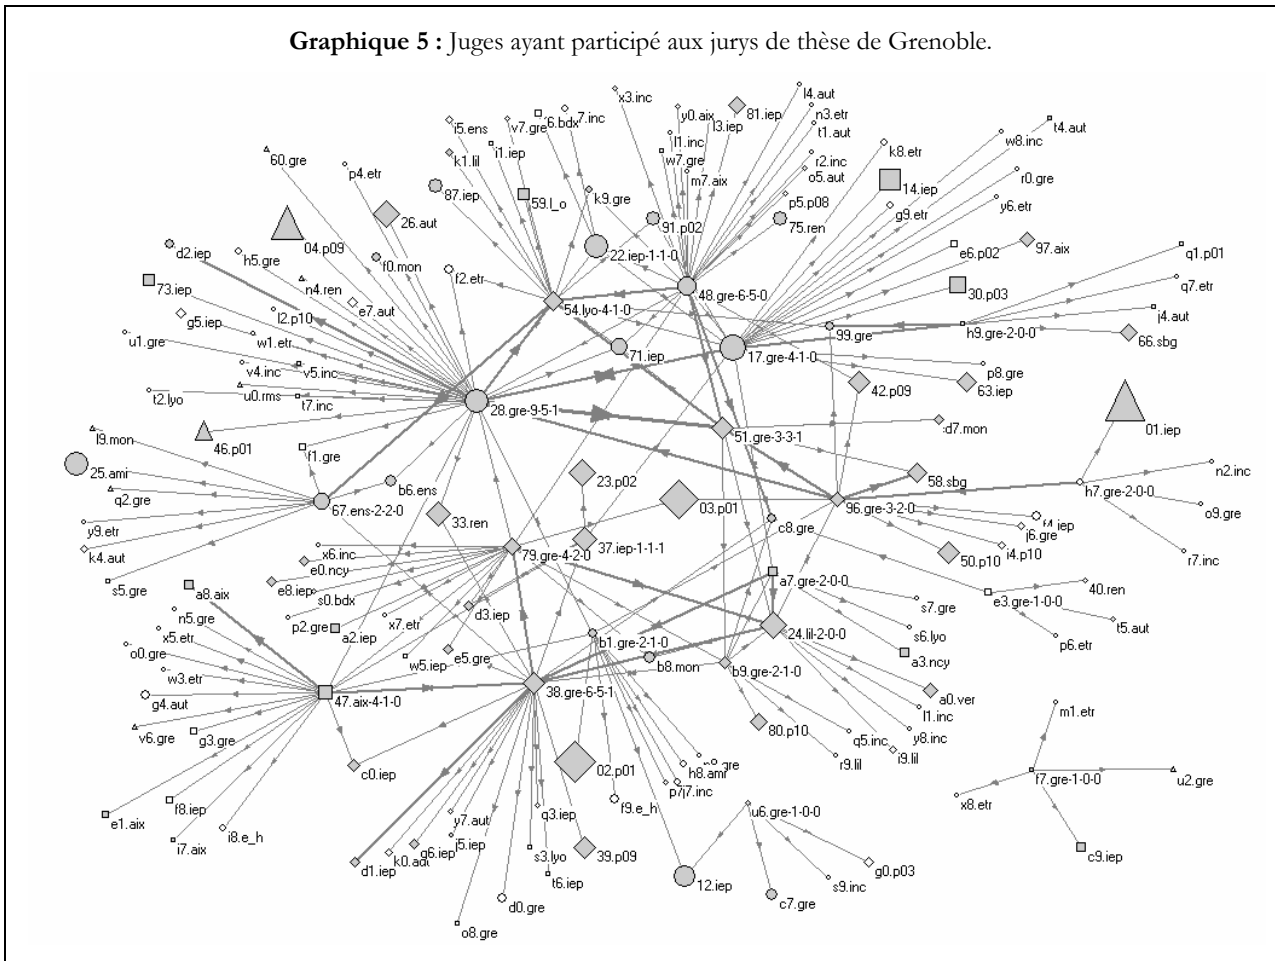 Graphique 5 : Juges ayant participé aux jurys de thèse de Grenoble.
x3.inc
l4.aut
y0.aix
81.iep
n3.etr
i5.ens
v7.gre
f6.bdx
7.inc
l3.iep
t1.aut
t4.aut
w8.inc
60.gre
k1.lil
i1.iep
l1.inc
w7.gre
k8.etr
p4.etr
r2.inc
m7.aix
o5.aut
r0.gre
87.iep
59.l_o
k9.gre
14.iep
p5.p08
y6.etr
26.aut
91.p02
75.ren
g9.etr
04.p09
d2.iep
h5.gre
f0.mon
22.iep-1-1-0
e6.p02
97.aix
q1.p01
f2.etr
73.iep
n4.ren
48.gre-6-5-0
30.p03
q7.etr
e7.aut
g5.iep
l2.p10
54.lyo-4-1-0
j4.aut
u1.gre
w1.etr
99.gre
h9.gre-2-0-0
66.sbg
71.iep
17.gre-4-1-0
v4.inc
v5.inc
p8.gre
t2.lyo
u0.rms
t7.inc
42.p09
63.iep
28.gre-9-5-1
01.iep
l9.mon
46.p01
51.gre-3-3-1
d7.mon
f1.gre
25.ami
23.p02
58.sbg
n2.inc
q2.gre
b6.ens
03.p01
h7.gre-2-0-0
67.ens-2-2-0
96.gre-3-2-0
o9.gre
y9.etr
33.ren
c8.gre
f4.iep
j6.gre
k4.aut
x6.inc
79.gre-4-2-0
37.iep-1-1-1
i4.p10
50.p10
r7.inc
e0.ncy
s5.gre
a7.gre-2-0-0
40.ren
a8.aix
e8.iep
s0.bdx
e3.gre-1-0-0
s7.gre
n5.gre
p2.gre
d3.iep
t5.aut
x5.etr
a2.iep
x7.etr
b1.gre-2-1-0
24.lil-2-0-0
s6.lyo
p6.etr
o0.gre
w5.iep
e5.gre
b8.mon
a3.ncy
w3.etr
b9.gre-2-1-0
g4.aut
47.aix-4-1-0
38.gre-6-5-1
a0.ver
v6.gre
l1.inc
m1.etr
g3.gre
80.p10
q5.inc
y8.inc
c0.iep
02.p01
h8.ami
.gre
r9.lil
i9.lil
f7.gre-1-0-0
u2.gre
f8.iep
p7
j7.inc
x8.etr
e1.aix
y7.aut
q3.iep
f9.e_h
u6.gre-1-0-0
i7.aix
i8.e_h
g6.iep
j5.iep
s3.lyo
39.p09
g0.p03
c9.iep
d1.iep
t6.iep
12.iep
s9.inc
d0.gre
c7.gre
o8.gre